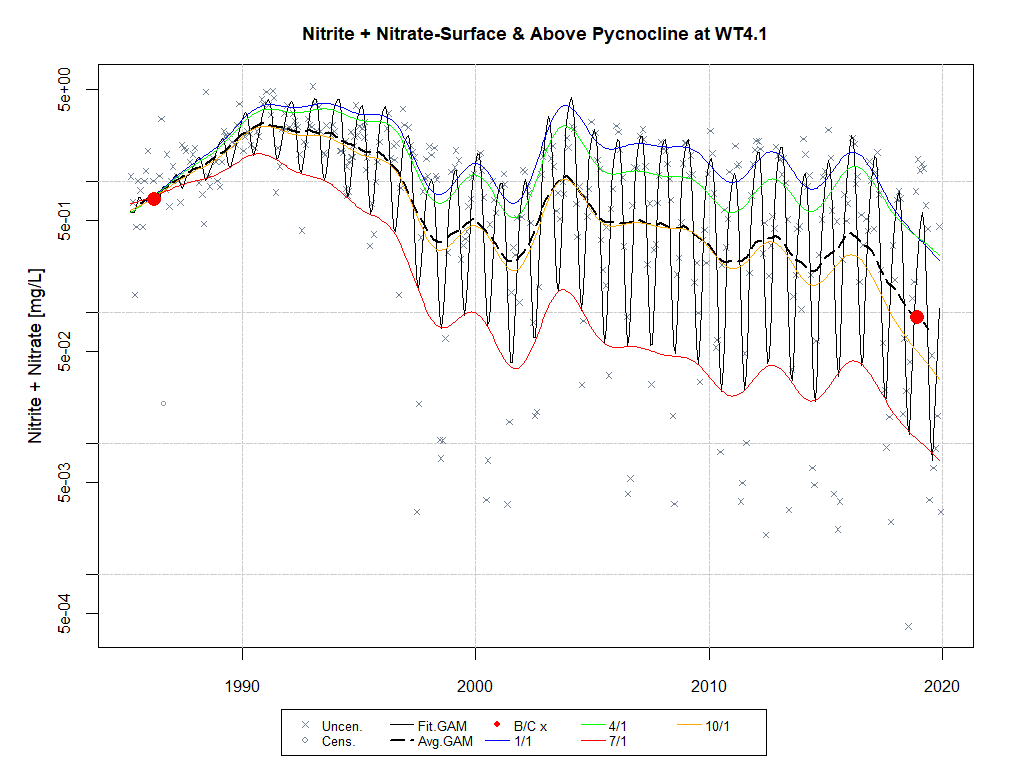 Nitrite + Nitrate-Surface & Above Pycnocline at WT4.1
Nitrite + Nitrate [mg/L]
5e+00
5e-01
5e-02
5e-03
5e-04
1990 2000 2010 2020
Uncen. Fit.GAM B/C x 4/1 10/1
Cens. Avg.GAM 1/1 7/1